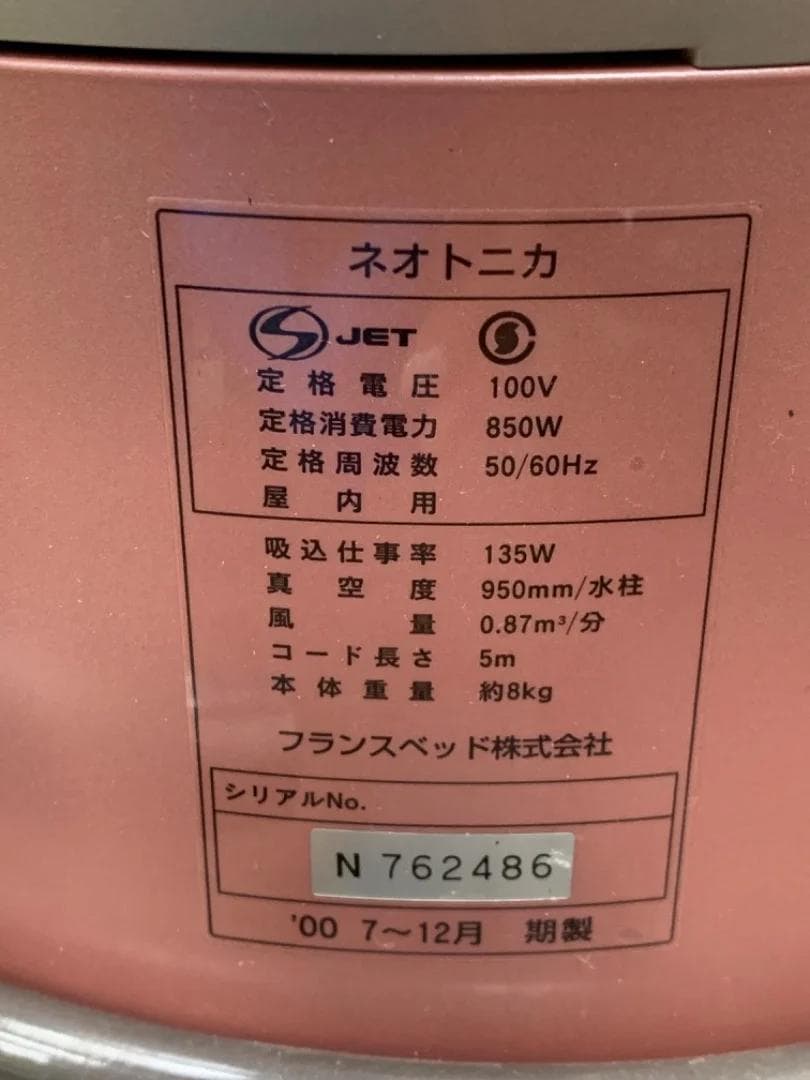 ネオトニカ
JET
定格電圧 100V
定格消費電力 850W
定格周波数 50/60Hz
屋内用
吸込仕事率 135W
真空度 950mm/水柱
風量 0.87m³/分
コード長さ 5m
本体重量 約8kg
フランスベッド株式会社
シリアルNo.
N 762486
'00 7〜12月 期製